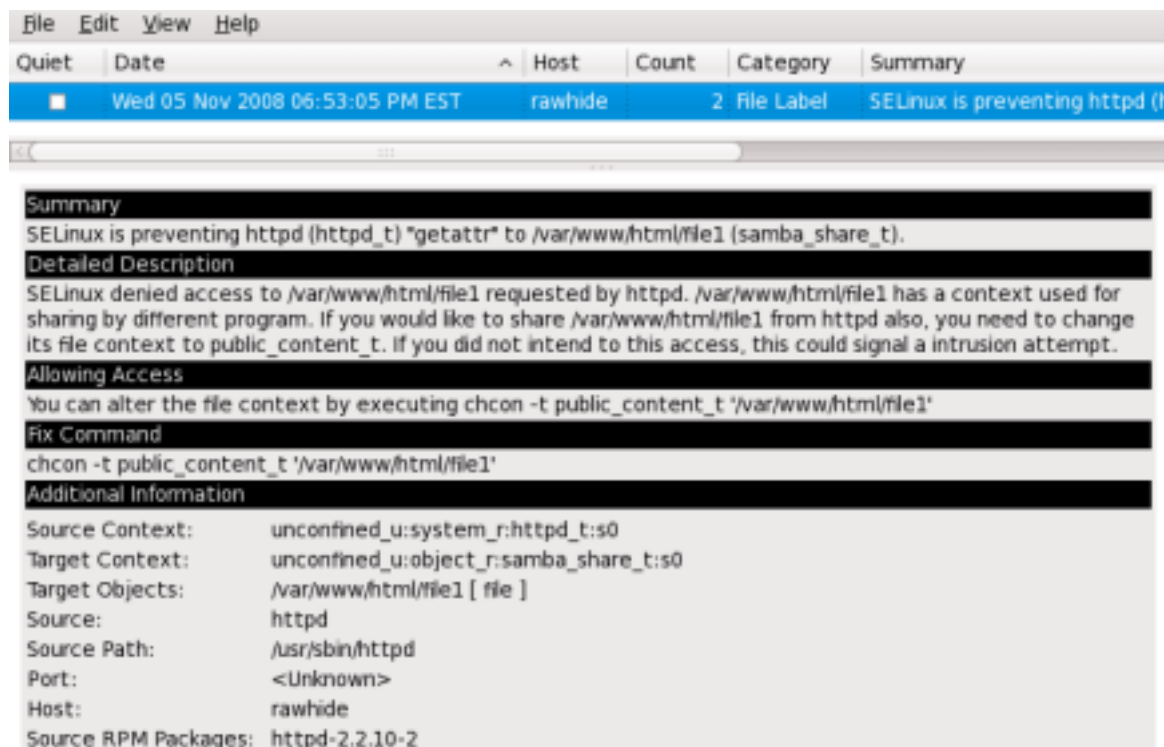 File Edit View Help
Quiet Date Host Count Category Summary
Wed 05 Nov 2008 06:53:05 PM EST rawhide 2 File Label SELinux is preventing httpd (h
Summary
SELinux is preventing httpd (httpd_t) "getattr" to /var/www/html/file1 (samba_share_t).
Detailed Description
SELinux denied access to /var/www/html/file1 requested by httpd. /var/www/html/file1 has a context used for
sharing by different program. If you would like to share /var/www/html/file1 from httpd also, you need to change
its file context to public_content_t. If you did not intend to this access, this could signal a intrusion attempt.
Allowing Access
You can alter the file context by executing chcon -t public_content_t '/var/www/html/file1'
Fix Command
chcon -t public_content_t '/var/www/html/file1'
Additional Information
Source Context: unconfined_u:system_r:httpd_t:s0
Target Context: unconfined_u:object_r:samba_share_t:s0
Target Objects: /var/www/html/file1 [ file ]
Source: httpd
Source Path: /usr/sbin/httpd
Port: <Unknown>
Host: rawhide
Source RPM Packages: httpd-2.2.10-2